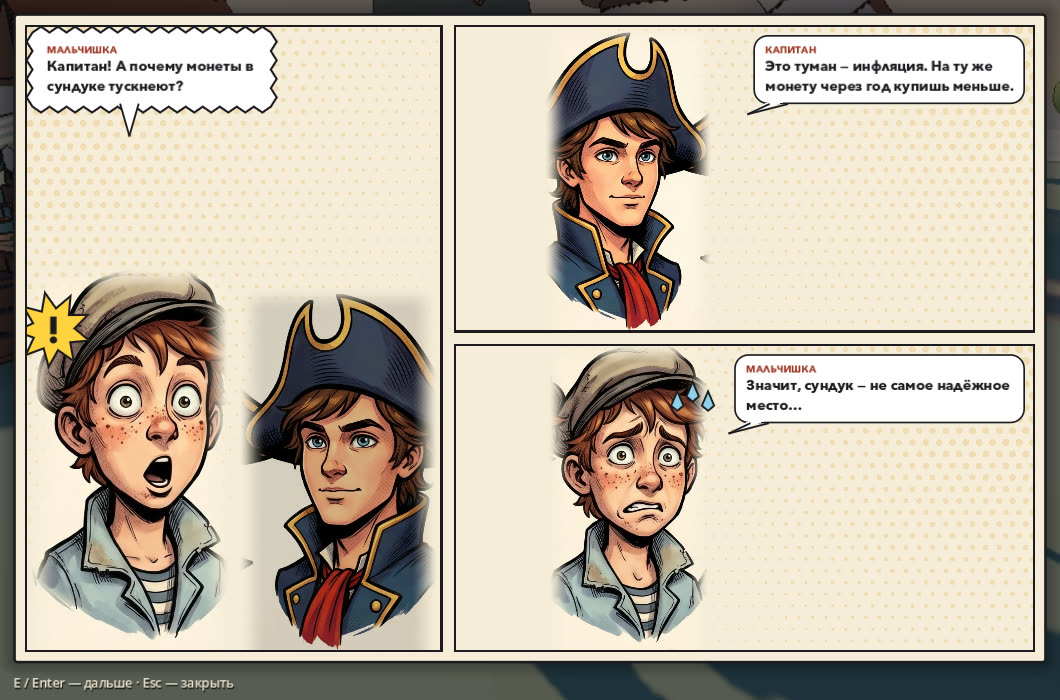 МАЛЬЧИШКА
Капитан! А почему монеты в
сундуке тускнеют?
!
КАПИТАН
Это туман – инфляция. На ту же
монету через год купишь меньше.
МАЛЬЧИШКА
Значит, сундук – не самое надёжное
место...
E / Enter — дальше · Esc — закрыть